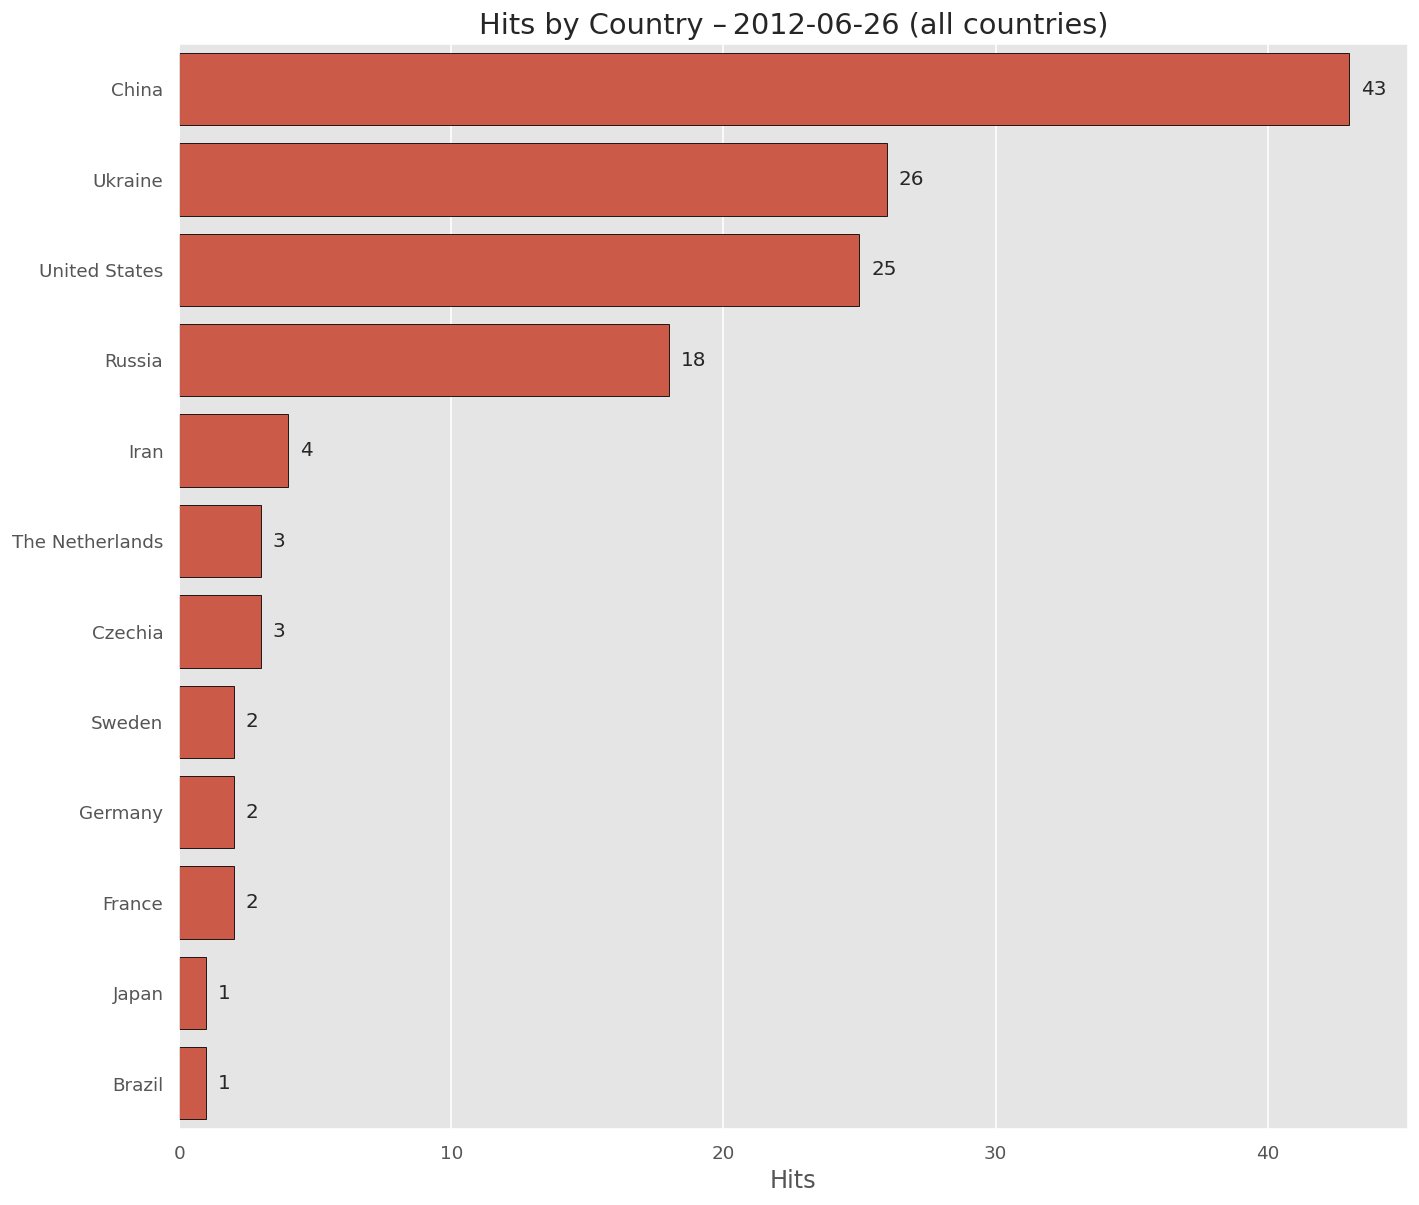 Hits by Country – 2012-06-26 (all countries)
China 43
Ukraine 26
United States 25
Russia 18
Iran 4
The Netherlands 3
Czechia 3
Sweden 2
Germany 2
France 2
Japan 1
Brazil 1
0 10 20 30 40
Hits